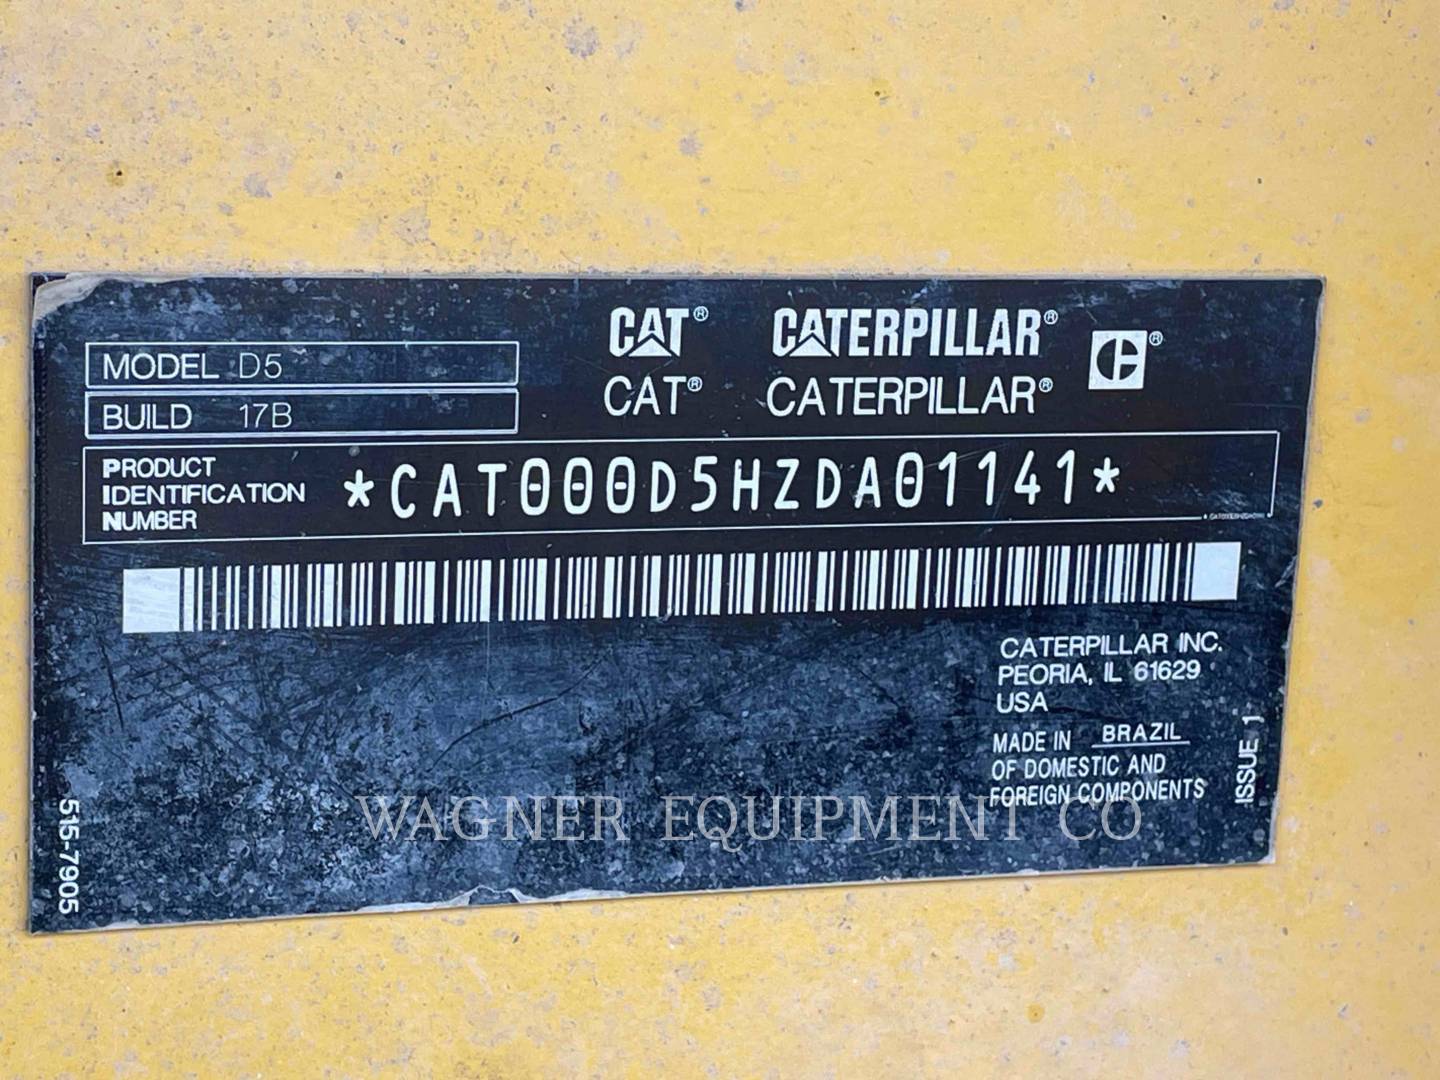 MODEL D5
BUILD 17B
CAT® CATERPILLAR® C®
CAT® CATERPILLAR®
PRODUCT
IDENTIFICATION
NUMBER
*CAT000D5HZDA01141*
CATERPILLAR INC.
PEORIA, IL 61629
USA
MADE IN BRAZIL
OF DOMESTIC AND
FOREIGN COMPONENTS
ISSUE 1
515-7905
WAGNER EQUIPMENT CO